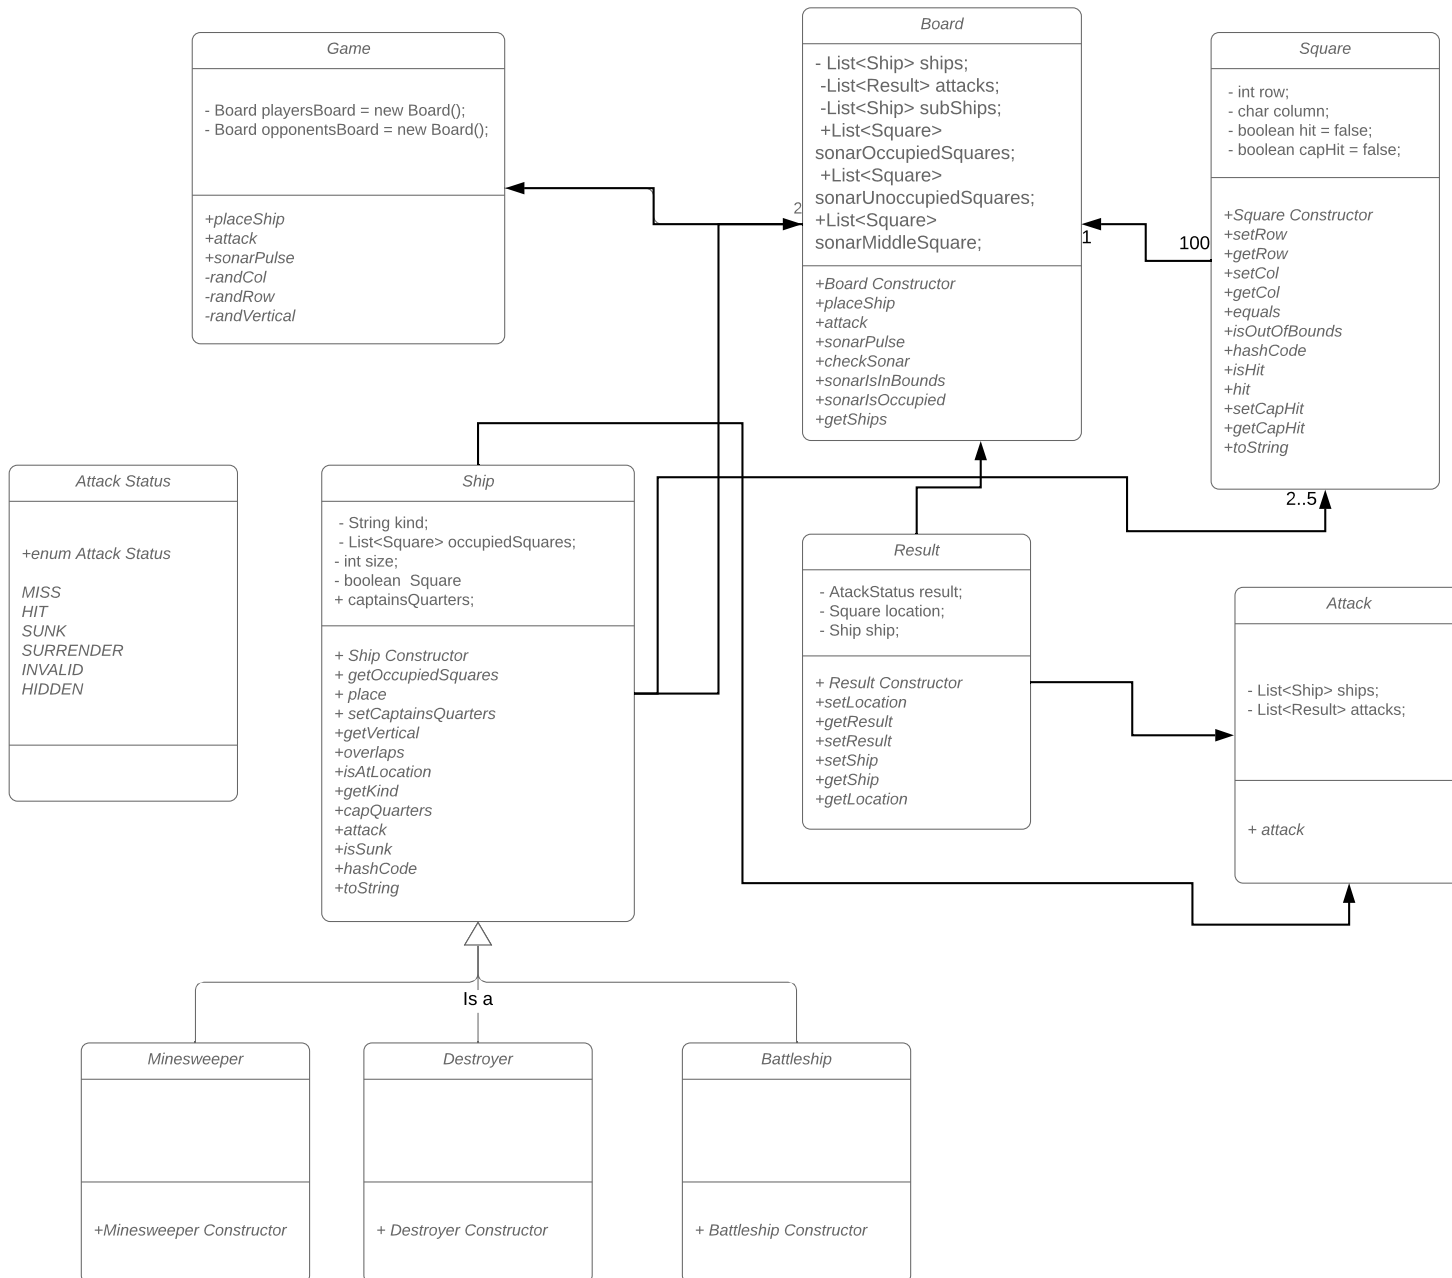 Game
- Board playersBoard = new Board();
- Board opponentsBoard = new Board();
+placeShip
+attack
+sonarPulse
-randCol
-randRow
-randVertical
Board
- List<Ship> ships;
-List<Result> attacks;
-List<Ship> subShips;
+List<Square>
sonarOccupiedSquares;
+List<Square>
sonarUnoccupiedSquares;
+List<Square>
sonarMiddleSquare;
+Board Constructor
+placeShip
+attack
+sonarPulse
+checkSonar
+sonarIsInBounds
+sonarIsOccupied
+getShips
2
1
100
Square
- int row;
- char column;
- boolean hit = false;
- boolean capHit = false;
+Square Constructor
+setRow
+getRow
+setCol
+getCol
+equals
+isOutOfBounds
+hashCode
+isHit
+hit
+setCapHit
+getCapHit
+toString
2..5
Attack Status
+enum Attack Status
MISS
HIT
SUNK
SURRENDER
INVALID
HIDDEN
Ship
- String kind;
- List<Square> occupiedSquares;
- int size;
- boolean  Square
+ captainsQuarters;
+ Ship Constructor
+ getOccupiedSquares
+ place
+ setCaptainsQuarters
+getVertical
+overlaps
+isAtLocation
+getKind
+capQuarters
+attack
+isSunk
+hashCode
+toString
Result
- AtackStatus result;
- Square location;
- Ship ship;
+ Result Constructor
+setLocation
+getResult
+setResult
+setShip
+getShip
+getLocation
Attack
- List<Ship> ships;
- List<Result> attacks;
+ attack
Is a
Minesweeper
+Minesweeper Constructor
Destroyer
+ Destroyer Constructor
Battleship
+ Battleship Constructor